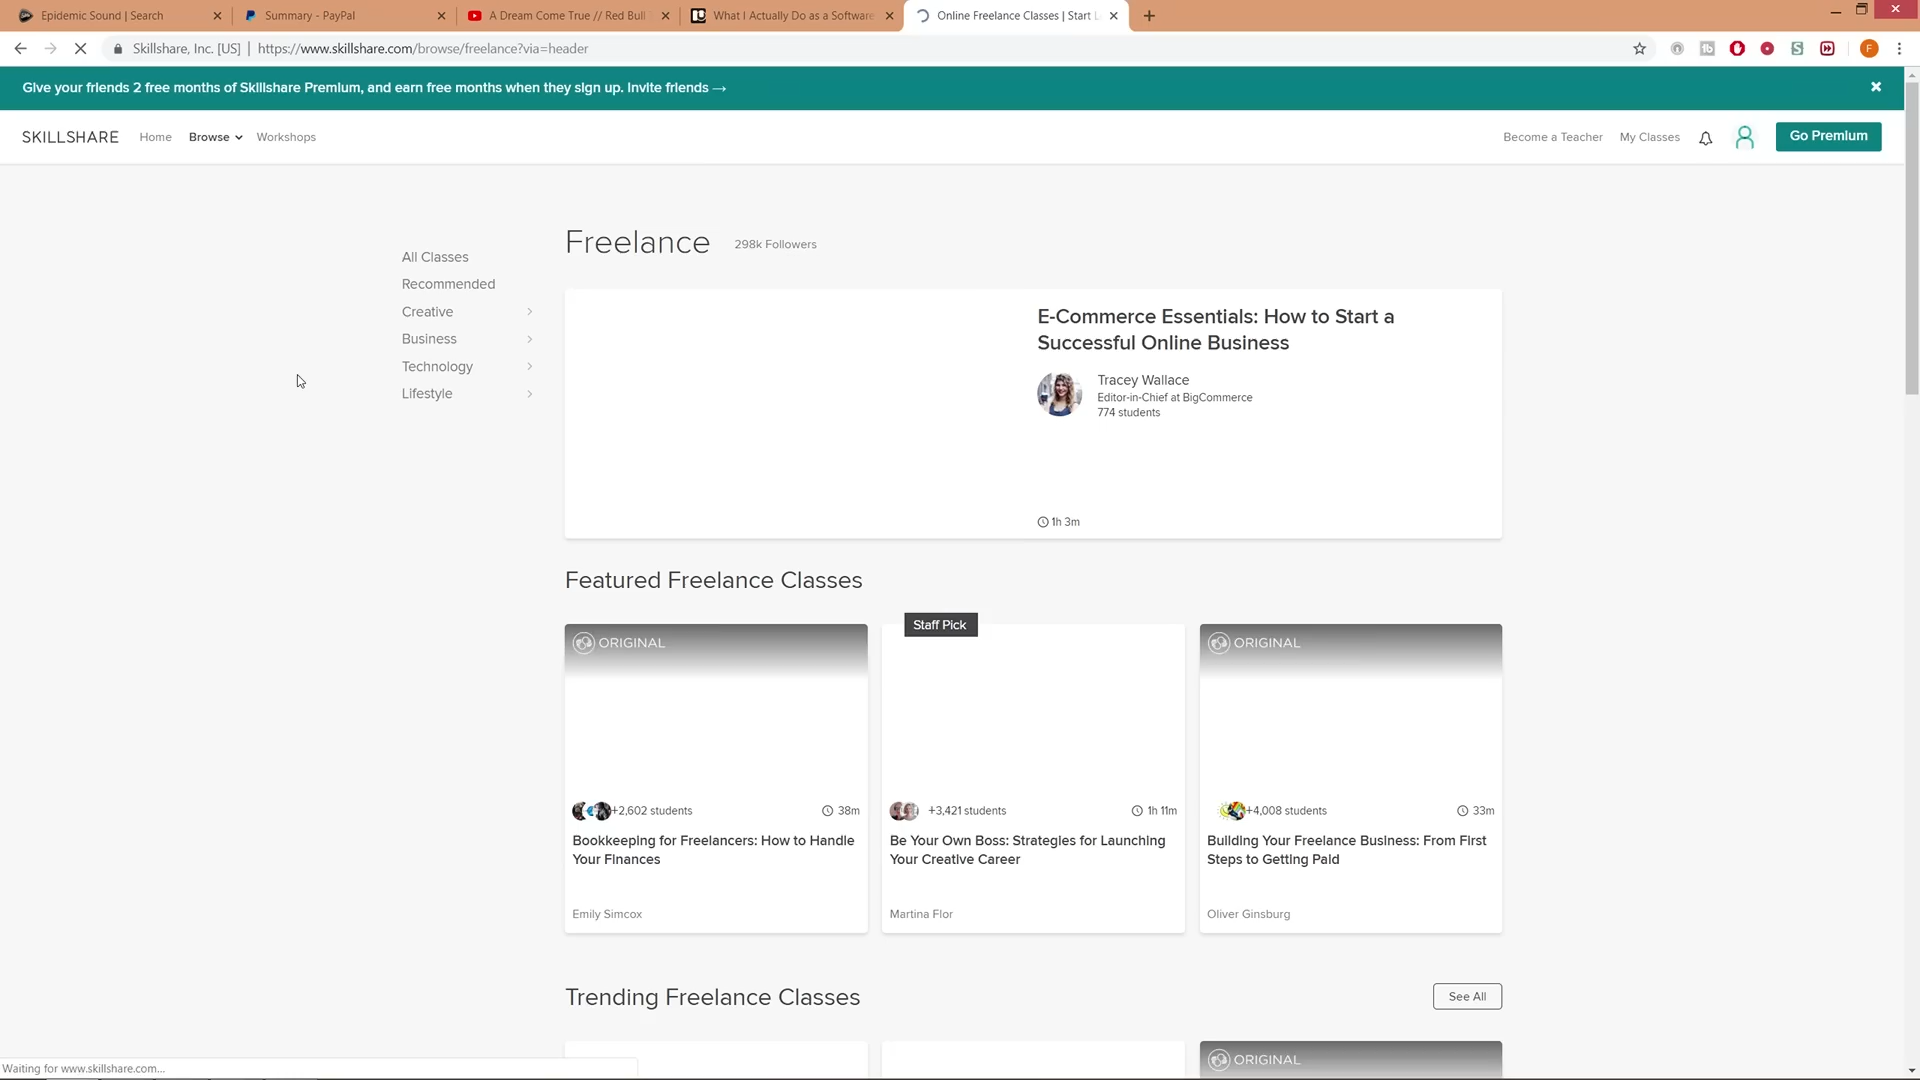 Epidemic Sound | Search
Summary - PayPal
A Dream Come True // Red Bull
What I Actually Do as a Software
Online Freelance Classes | Start L
Skillshare, Inc. [US] | https://www.skillshare.com/browse/freelance?via=header
Give your friends 2 free months of Skillshare Premium, and earn free months when they sign up. Invite friends →
SKILLSHARE Home Browse Workshops Become a Teacher My Classes Go Premium
Freelance 298k Followers
All Classes
Recommended
Creative
Business
Technology
Lifestyle
E-Commerce Essentials: How to Start a
Successful Online Business
Tracey Wallace
Editor-in-Chief at BigCommerce
774 students
1h 3m
Featured Freelance Classes
ORIGINAL
+2,602 students 38m
Bookkeeping for Freelancers: How to Handle
Your Finances
Emily Simcox
Staff Pick
+3,421 students 1h 11m
Be Your Own Boss: Strategies for Launching
Your Creative Career
Martina Flor
ORIGINAL
+4,008 students 33m
Building Your Freelance Business: From First
Steps to Getting Paid
Oliver Ginsburg
Trending Freelance Classes See All
ORIGINAL
Waiting for www.skillshare.com...